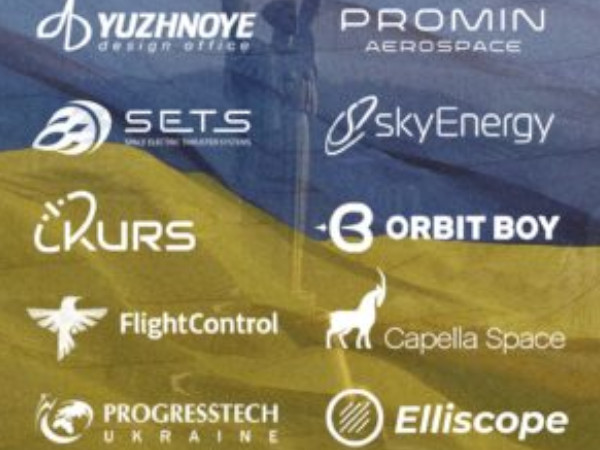 YUZHNOYE
design office
PROMIN
AEROSPACE
SETS
SPACE ELECTRIC THRUSTER SYSTEMS
skyEnergy
KURS
ORBIT BOY
FlightControl
Capella Space
PROGRESSTECH
UKRAINE
Elliscope